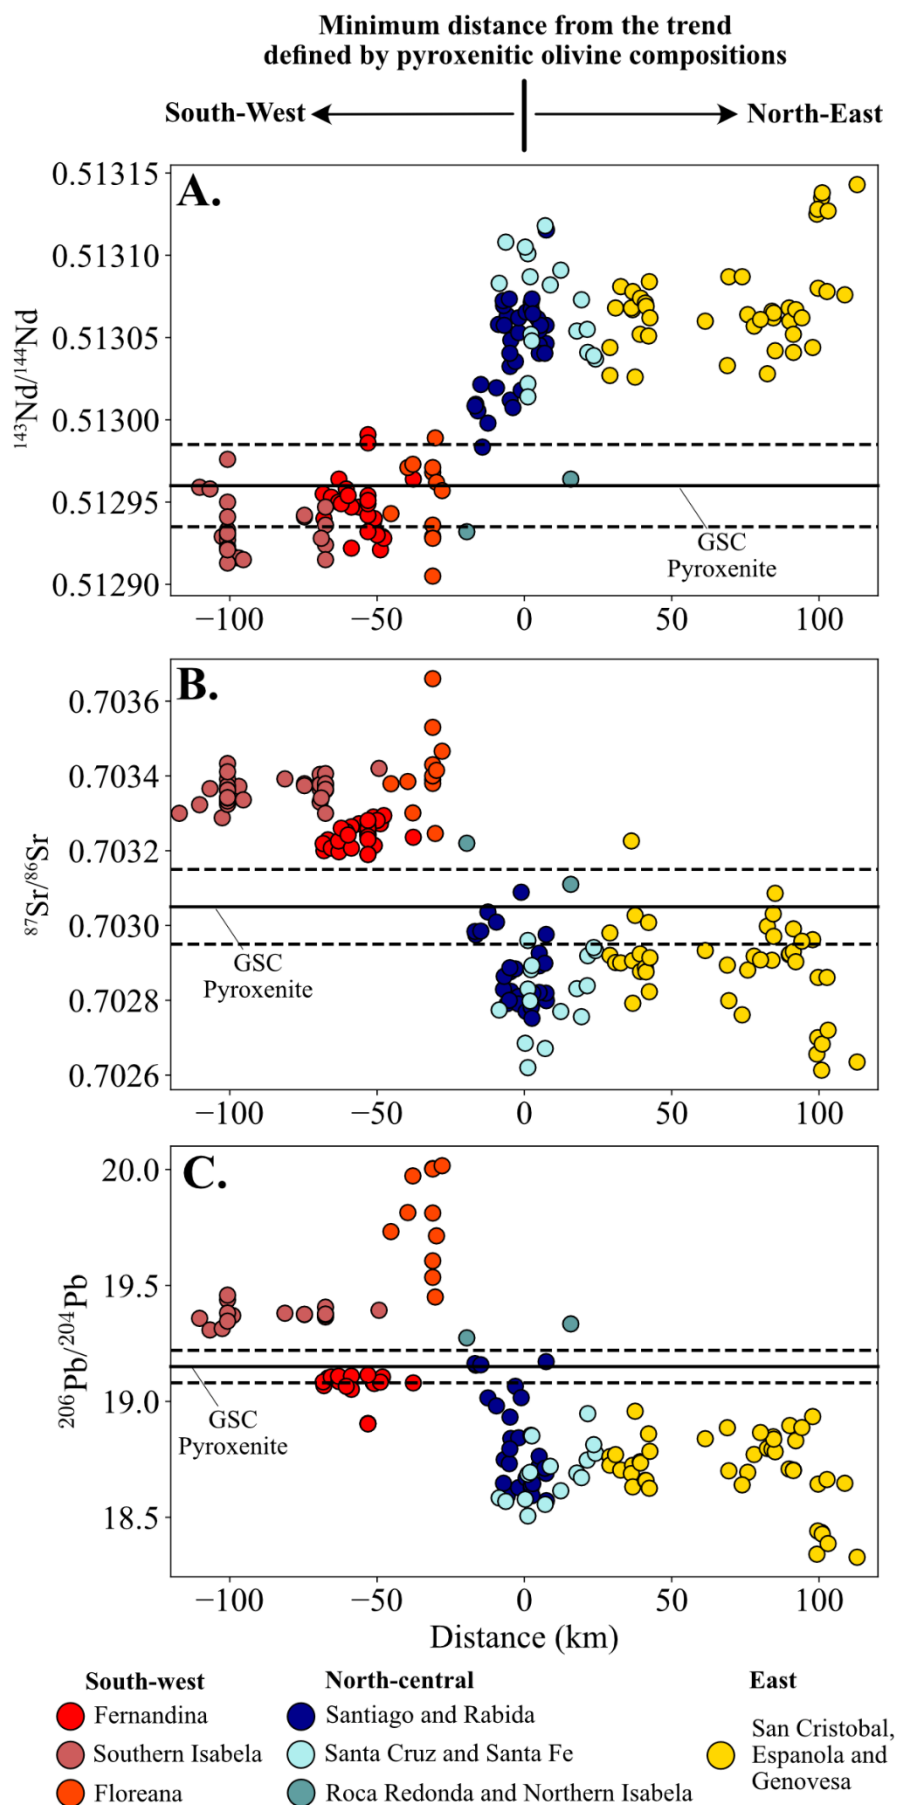 Minimum distance from the trend
defined by pyroxenitic olivine compositions
South-West
North-East
A.
0.51315
0.51310
0.51305
0.51300
0.51295
0.51290
¹⁴³Nd/¹⁴⁴Nd
GSC
Pyroxenite
−100
−50
0
50
100
B.
0.7036
0.7034
0.7032
0.7030
0.7028
0.7026
⁸⁷Sr/⁸⁶Sr
GSC
Pyroxenite
−100
−50
0
50
100
C.
20.0
19.5
19.0
18.5
²⁰⁶Pb/²⁰⁴Pb
GSC
Pyroxenite
−100
−50
0
50
100
Distance (km)
South-west
Fernandina
Southern Isabela
Floreana
North-central
Santiago and Rabida
Santa Cruz and Santa Fe
Roca Redonda and Northern Isabela
East
San Cristobal,
Espanola and
Genovesa